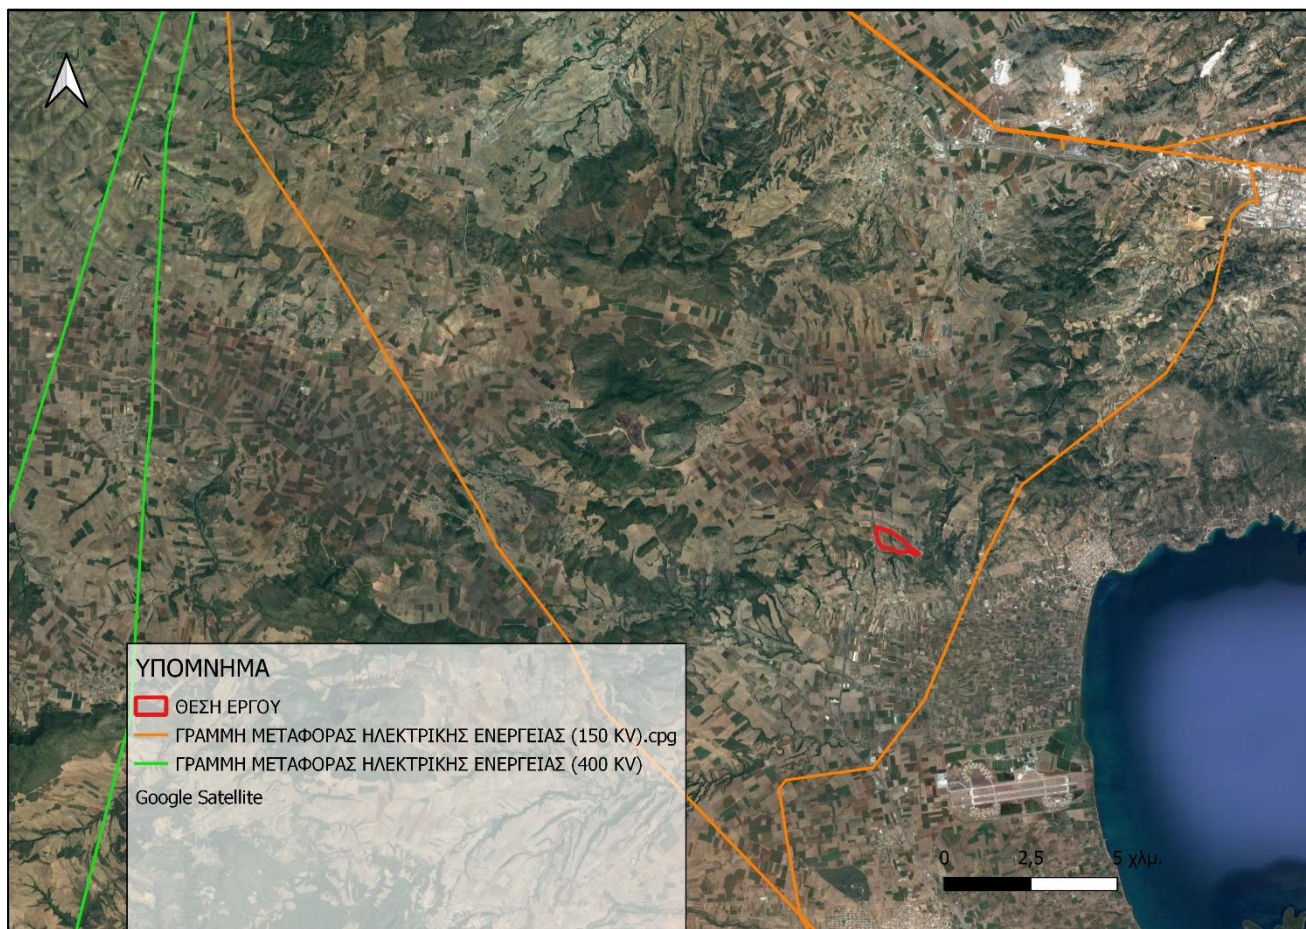 ΥΠΟΜΝΗΜΑ
ΘΕΣΗ ΕΡΓΟΥ
ΓΡΑΜΜΗ ΜΕΤΑΦΟΡΑΣ ΗΛΕΚΤΡΙΚΗΣ ΕΝΕΡΓΕΙΑΣ (150 KV).cpg
ΓΡΑΜΜΗ ΜΕΤΑΦΟΡΑΣ ΗΛΕΚΤΡΙΚΗΣ ΕΝΕΡΓΕΙΑΣ (400 KV)
Google Satellite
0 2,5 5 χλμ.